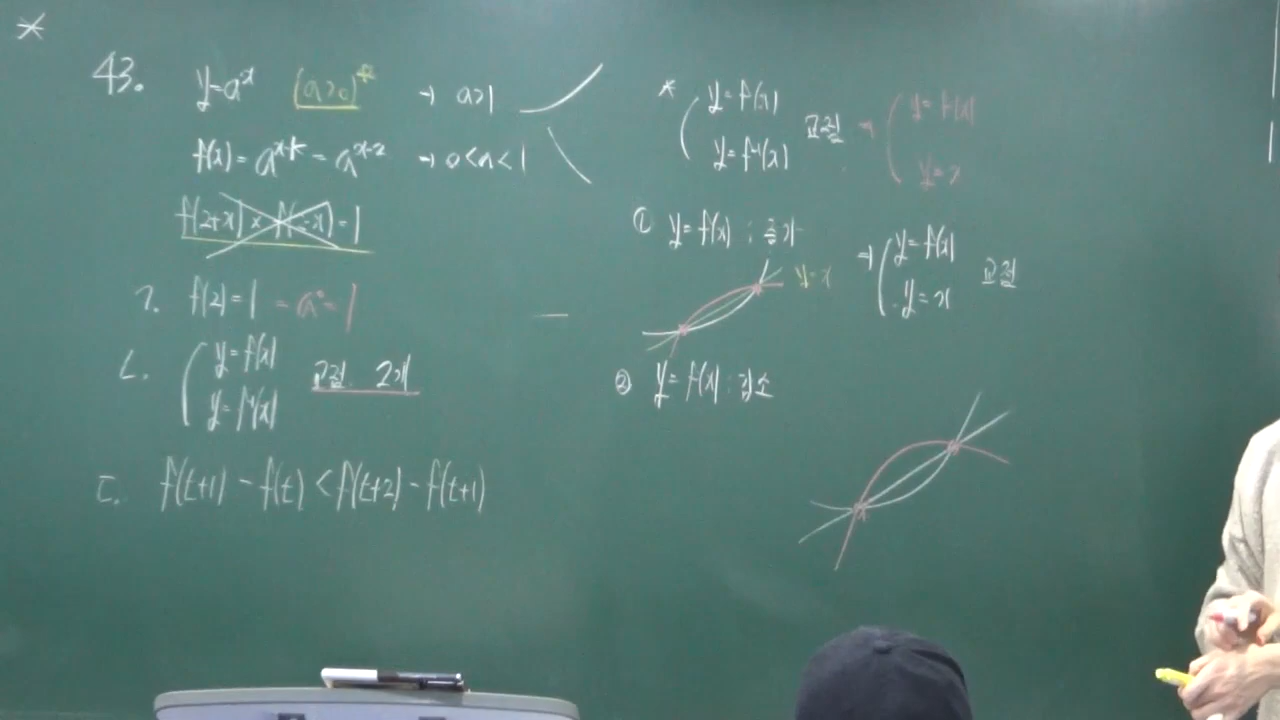 *
43. y=a^x (a>0)* → a>1
f(x)=a^{x+k}=a^{x-2} → 0<a<1
f(2+x) × f(2-x)=1
ㄱ. f(2)=1 =a^0=1
ㄴ. y=f(x)
y=f^{-1}(x)
교점 2개
ㄷ. f(t+1)-f(t)<f(t+2)-f(t+1)
* y=f(x)
y=f^{-1}(x)
교점 → y=f(x)
y=x
① y=f(x) : 증가
y=x
→ y=f(x)
y=x
교점
② y=f(x) : 감소